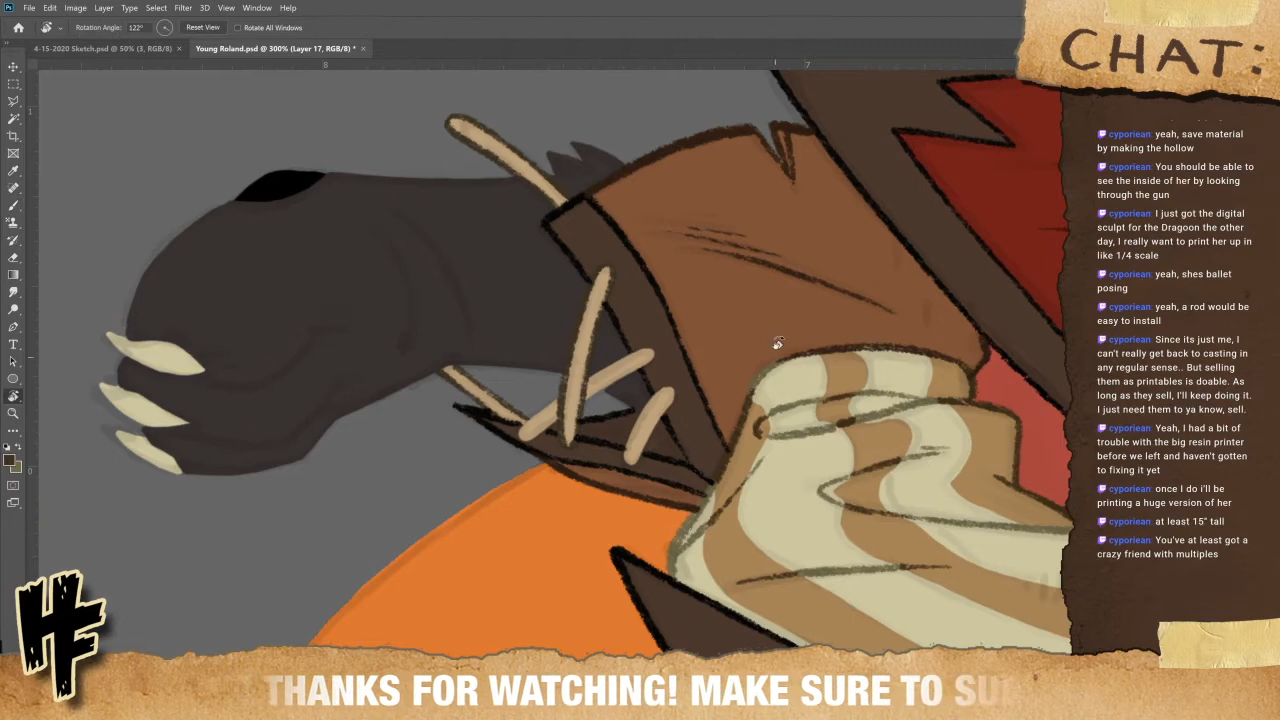 Ps File Edit Image Layer Type Select Filter 3D View Window Help
Rotation Angle: 122° Reset View Rotate All Windows
4-15-2020 Sketch.psd @ 50% (3, RGB/8) × Young Roland.psd @ 300% (Layer 17, RGB/8) * ×
8 7
1
0
CHAT:
cyporiean: yeah, save material
by making the hollow
cyporiean: You should be able to
see the inside of her by looking
through the gun
cyporiean: I just got the digital
sculpt for the Dragoon the other
day, I really want to print her up in
like 1/4 scale
cyporiean: yeah, shes ballet
posing
cyporiean: yeah, a rod would be
easy to install
cyporiean: Since its just me, I
can't really get back to casting in
any regular sense.. But selling
them as printables is doable. As
long as they sell, I'll keep doing it.
I just need them to ya know, sell.
cyporiean: Yeah, I had a bit of
trouble with the big resin printer
before we left and haven't gotten
to fixing it yet
cyporiean: once I do i'll be
printing a huge version of her
cyporiean: at least 15" tall
cyporiean: You've at least got a
crazy friend with multiples
HF
THANKS FOR WATCHING! MAKE SURE TO